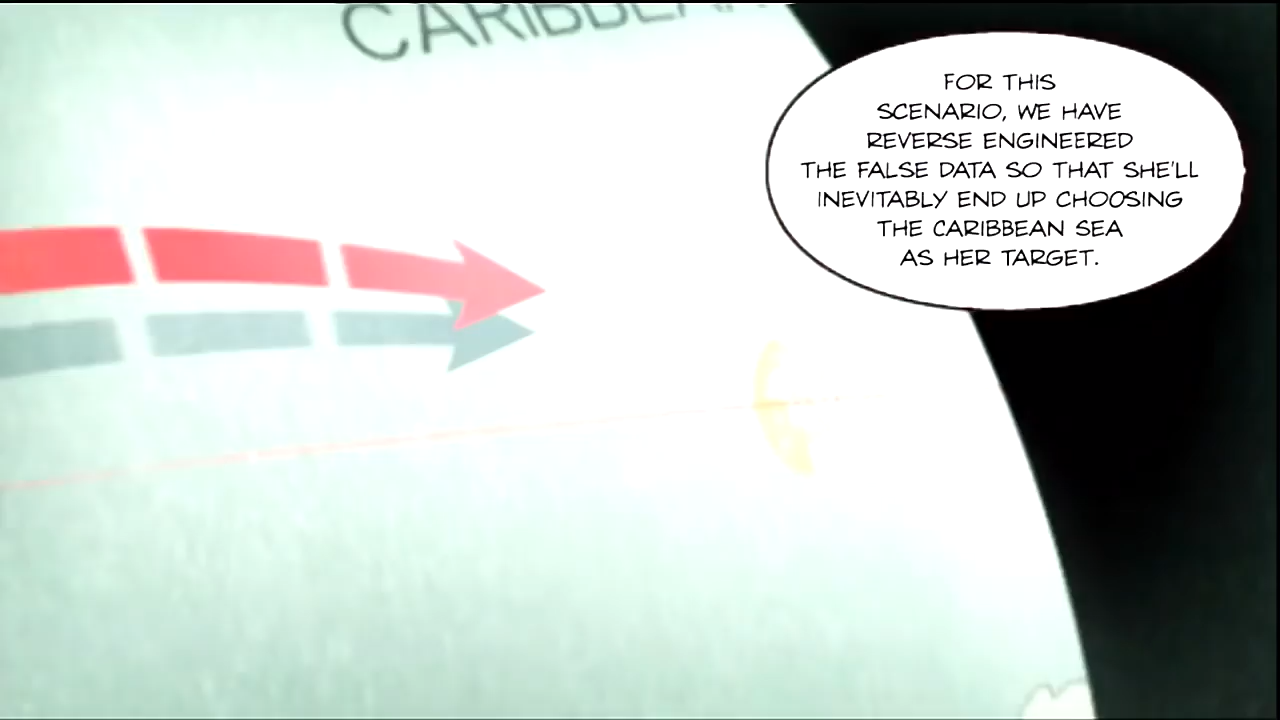 CARIBBEAN
FOR THIS
SCENARIO, WE HAVE
REVERSE ENGINEERED
THE FALSE DATA SO THAT SHE'LL
INEVITABLY END UP CHOOSING
THE CARIBBEAN SEA
AS HER TARGET.